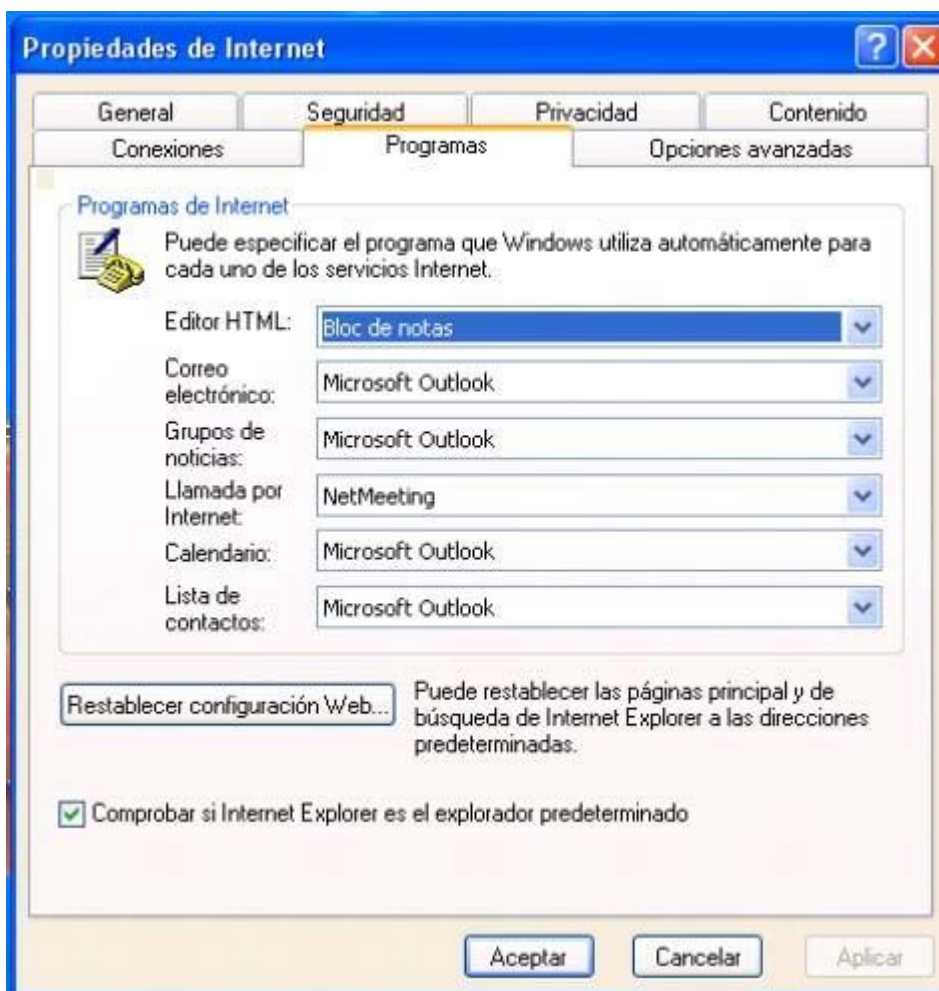 Propiedades de Internet
General Seguridad Privacidad Contenido
Conexiones Programas Opciones avanzadas
Programas de Internet
Puede especificar el programa que Windows utiliza automáticamente para
cada uno de los servicios Internet.
Editor HTML: Bloc de notas
Correo
electrónico: Microsoft Outlook
Grupos de
noticias: Microsoft Outlook
Llamada por
Internet: NetMeeting
Calendario: Microsoft Outlook
Lista de
contactos: Microsoft Outlook
Restablecer configuración Web...
Puede restablecer las páginas principal y de
búsqueda de Internet Explorer a las direcciones
predeterminadas.
Comprobar si Internet Explorer es el explorador predeterminado
Aceptar Cancelar Aplicar